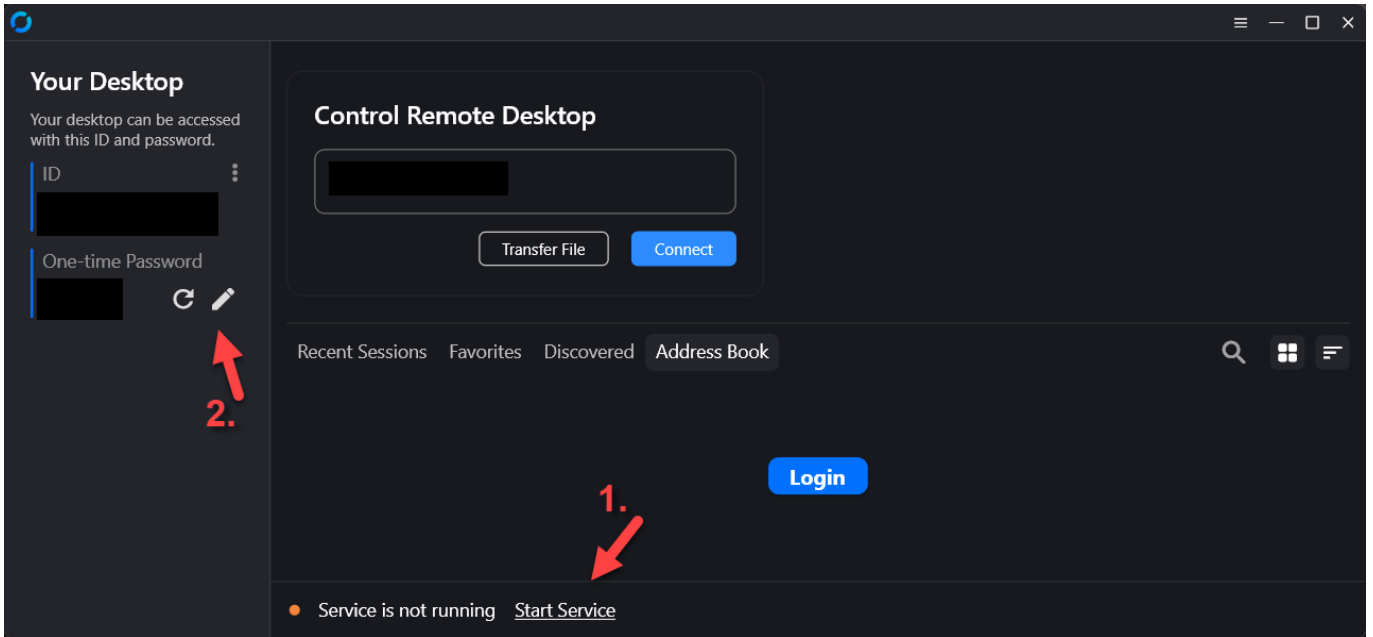 Your Desktop
Your desktop can be accessed
with this ID and password.
ID
One-time Password
2.
Control Remote Desktop
Transfer File
Connect
Recent Sessions
Favorites
Discovered
Address Book
Login
1.
Service is not running
Start Service